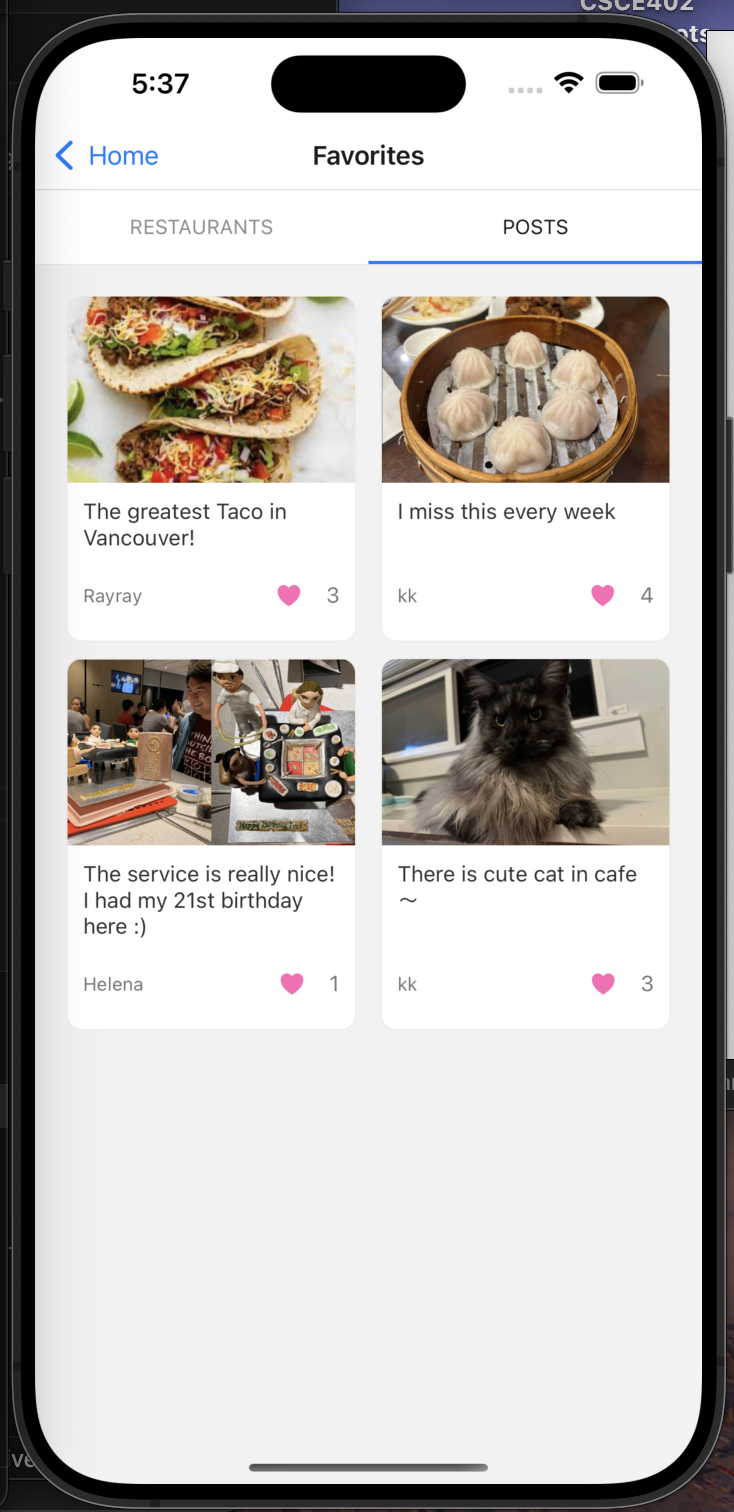 CSCE402
ots
5:37
Home
Favorites
RESTAURANTS
POSTS
The greatest Taco in
Vancouver!
Rayray
3
I miss this every week
kk
4
The service is really nice!
I had my 21st birthday
here :)
Helena
1
There is cute cat in cafe
～
kk
3